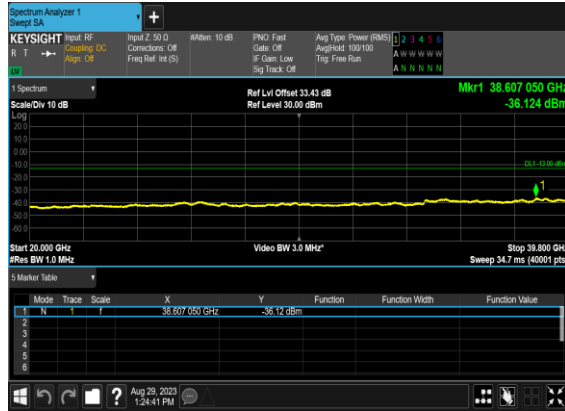 Spectrum Analyzer 1
Swept SA
+
KEYSIGHT
R T
LW
Input: RF
Coupling: DC
Align: Off
Input Z: 50 Ω
Corrections: Off
Freq Ref: Int (S)
#Atten: 10 dB
PNO: Fast
Gate: Off
IF Gain: Low
Sig Track: Off
Avg Type: Power (RMS)
Avg|Hold: 100/100
Trig: Free Run
1 2 3 4 5 6
A W W W W W
A N N N N N
1 Spectrum
Scale/Div 10 dB
Ref Lvl Offset 33.43 dB
Ref Level 30.00 dBm
Mkr1 38.607 050 GHz
-36.124 dBm
Log
20.0
10.0
0.00
-10.0
-20.0
-30.0
-40.0
-50.0
-60.0
DL1 -13.00 dBm
1
Start 20.000 GHz
#Res BW 1.0 MHz
Video BW 3.0 MHz*
Stop 39.800 GHz
Sweep 34.7 ms (40001 pts)
5 Marker Table
Mode Trace Scale X Y Function Function Width Function Value
1 N 1 f 38.607 050 GHz -36.12 dBm
2
3
4
5
6
?
Aug 29, 2023
1:24:41 PM